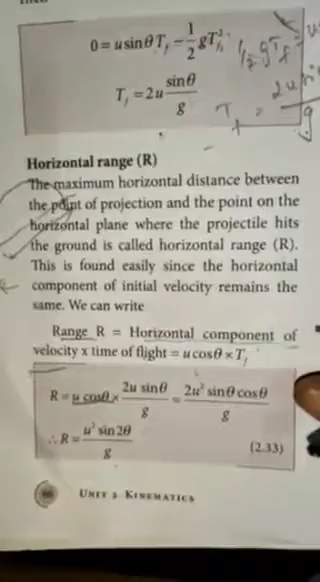 0 = u sinθ T_f − 1/2 gT_f²
T_f = 2u sinθ/g
Horizontal range (R)
The maximum horizontal distance between
the point of projection and the point on the
horizontal plane where the projectile hits
the ground is called horizontal range (R).
This is found easily since the horizontal
component of initial velocity remains the
same. We can write
Range R = Horizontal component of
velocity x time of flight = u cosθ × T_f
R = u cosθ × 2u sinθ/g = 2u² sinθ cosθ/g
∴ R = u² sin 2θ/g (2.33)
UNIT 2 KINEMATICS